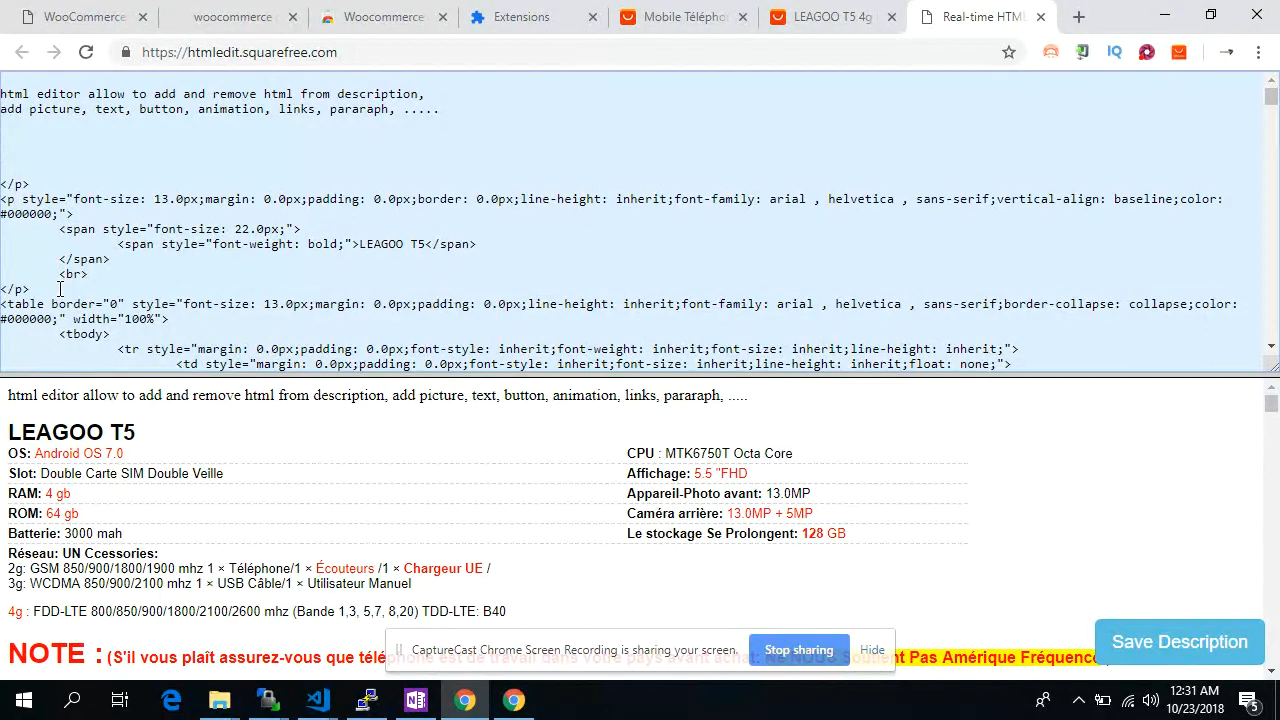 WooCommerce
woocommerce
Woocommerce
Extensions
Mobile Télépho
LEAGOO T5 4g
Real-time HTML
https://htmledit.squarefree.com
html editor allow to add and remove html from description,
add picture, text, button, animation, links, pararaph, .....
</p>
<p style="font-size: 13.0px;margin: 0.0px;padding: 0.0px;border: 0.0px;line-height: inherit;font-family: arial , helvetica , sans-serif;vertical-align: baseline;color:
#000000;">
<span style="font-size: 22.0px;">
<span style="font-weight: bold;">LEAGOO T5</span>
</span>
<br>
</p>
<table border="0" style="font-size: 13.0px;margin: 0.0px;padding: 0.0px;line-height: inherit;font-family: arial , helvetica , sans-serif;border-collapse: collapse;color:
#000000;" width="100%">
<tbody>
<tr style="margin: 0.0px;padding: 0.0px;font-style: inherit;font-weight: inherit;font-size: inherit;line-height: inherit;">
<td style="margin: 0.0px;padding: 0.0px;font-style: inherit;font-size: inherit;line-height: inherit;float: none;">
html editor allow to add and remove html from description, add picture, text, button, animation, links, pararaph, .....
LEAGOO T5
OS: Android OS 7.0 CPU : MTK6750T Octa Core
Slot: Double Carte SIM Double Veille Affichage: 5.5 "FHD
RAM: 4 gb Appareil-Photo avant: 13.0MP
ROM: 64 gb Caméra arrière: 13.0MP + 5MP
Batterie: 3000 mah Le stockage Se Prolongent: 128 GB
Réseau: UN Ccessories:
2g: GSM 850/900/1800/1900 mhz 1 × Téléphone/1 × Écouteurs /1 × Chargeur UE /
3g: WCDMA 850/900/2100 mhz 1 × USB Câble/1 × Utilisateur Manuel
4g : FDD-LTE 800/850/900/1800/2100/2600 mhz (Bande 1,3, 5,7, 8,20) TDD-LTE: B40
NOTE : (S'il vous plaît assurez-vous que téléphone est de travail dans votre pays avant achat: Ne NOUS Soutient Pas Amérique Fréquence
CaptureCast Chrome Screen Recording is sharing your screen.
Stop sharing
Hide
Save Description
12:31 AM
10/23/2018
5